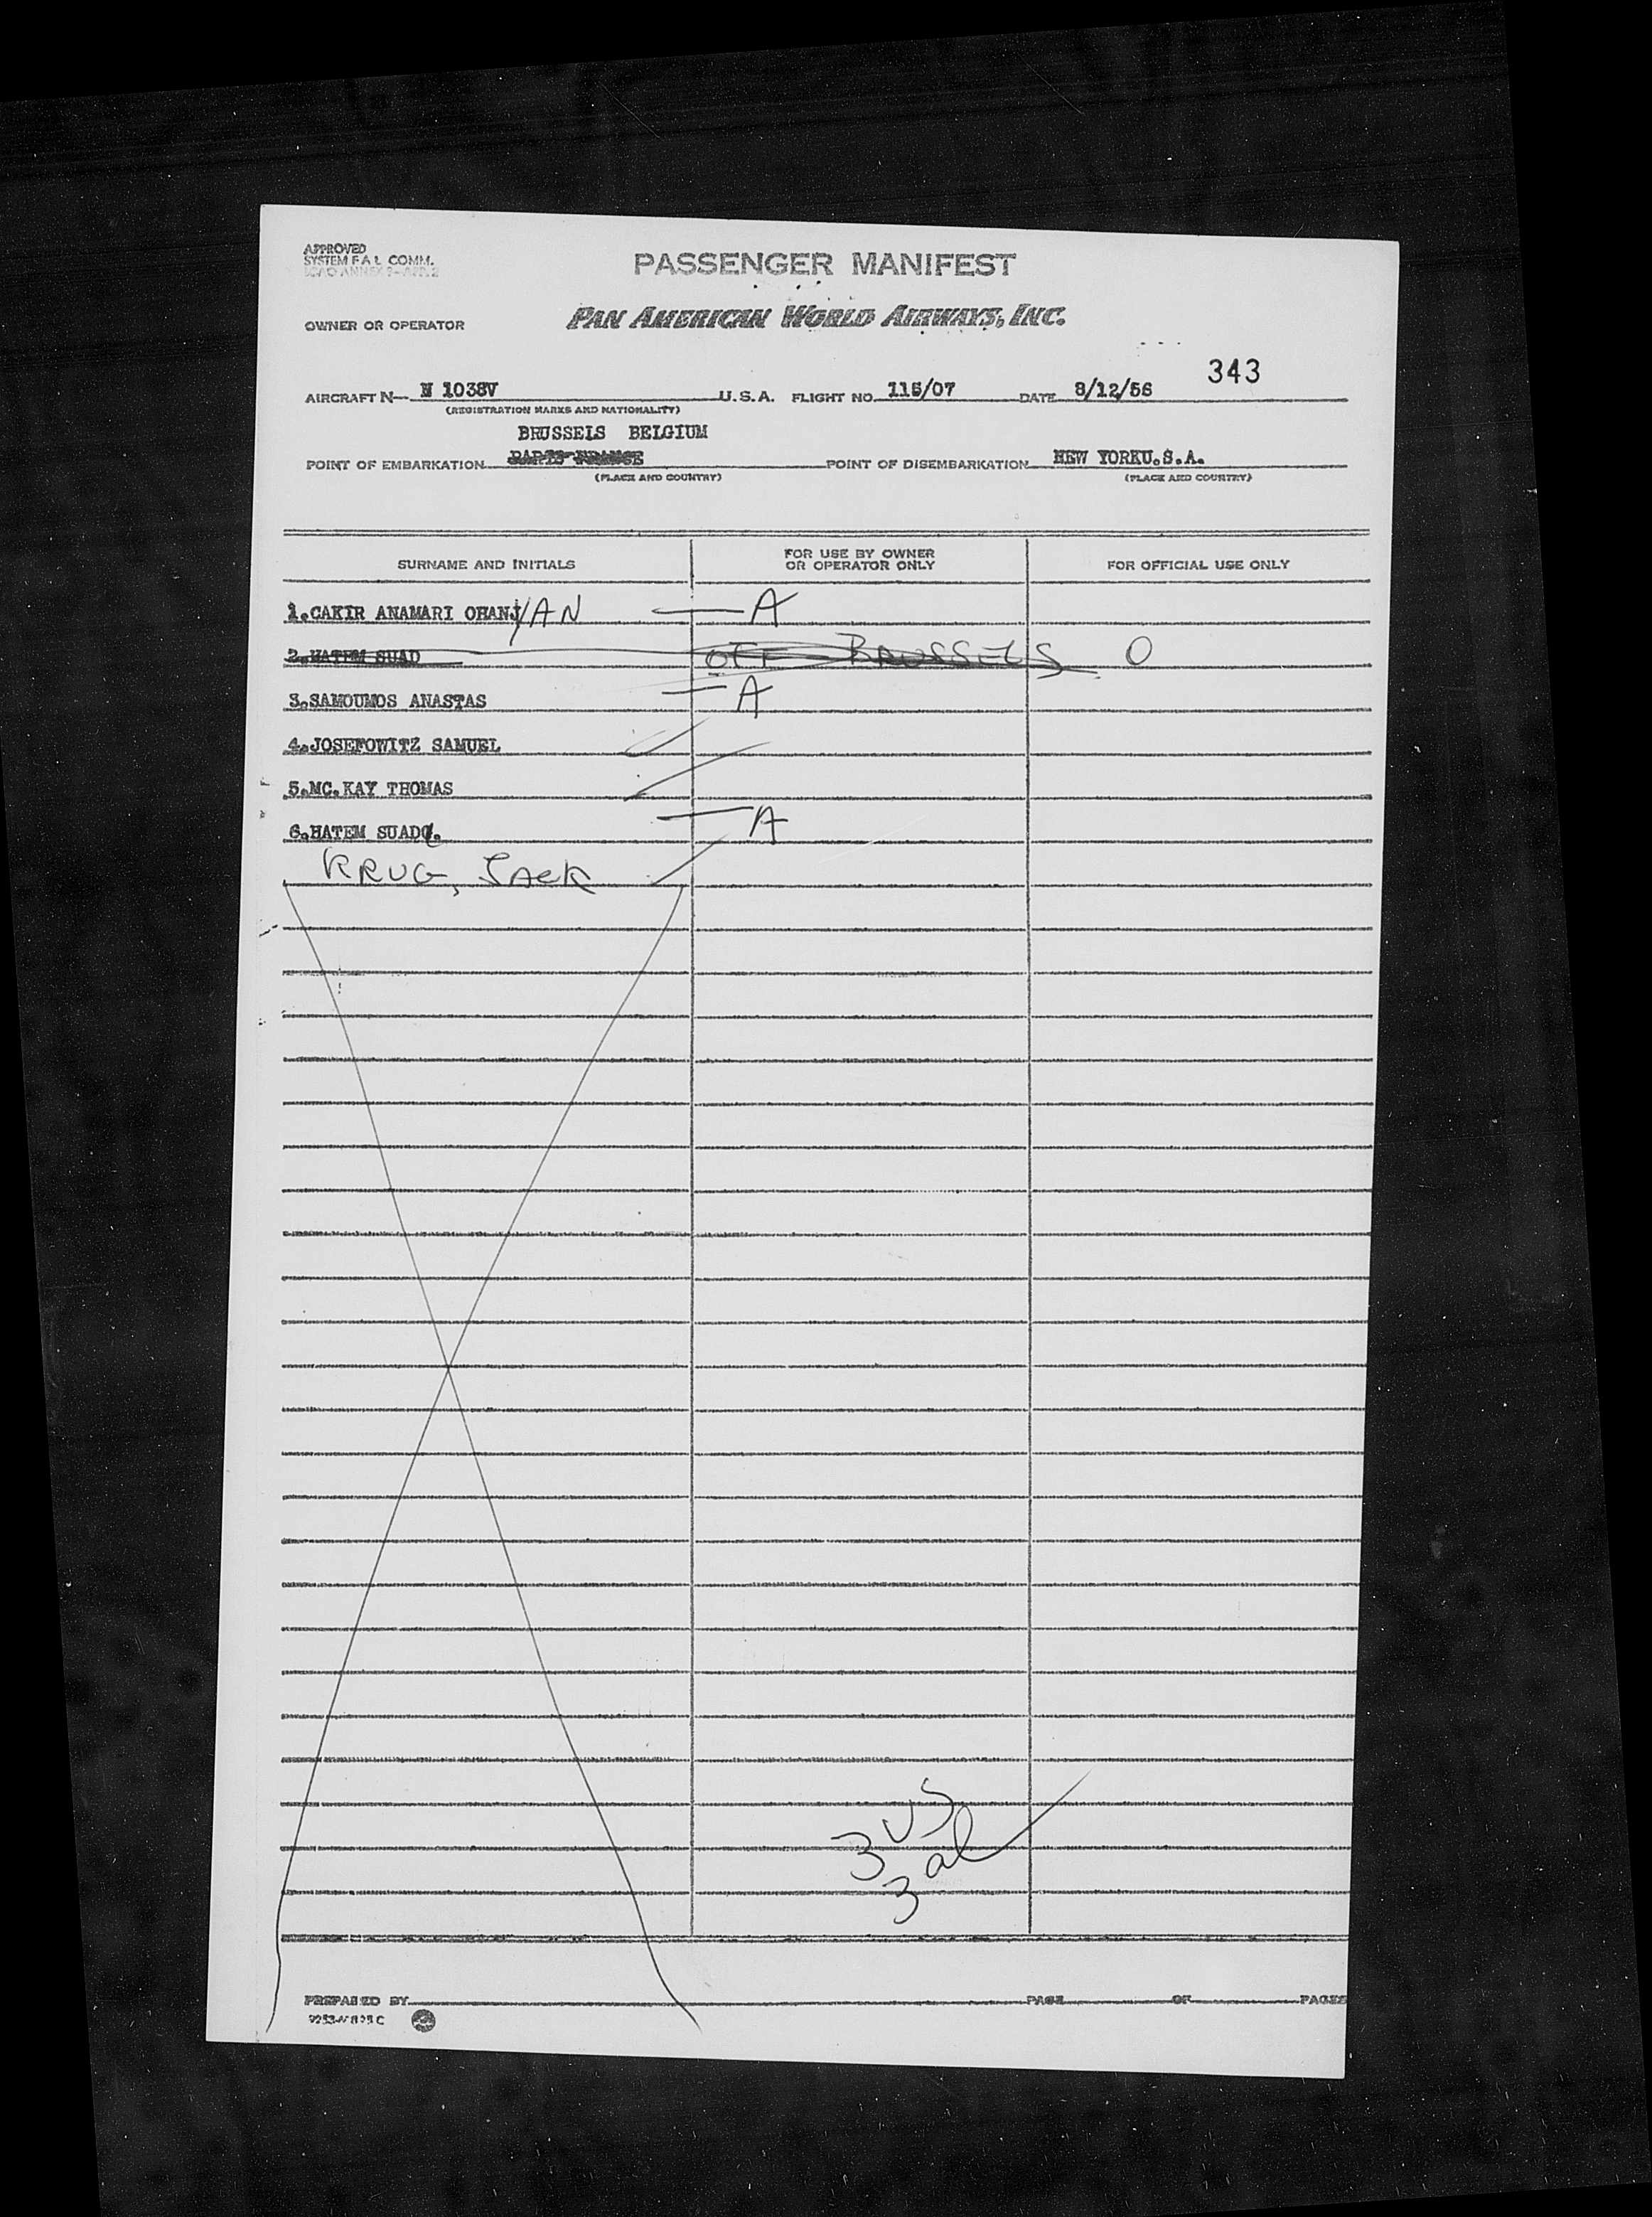 APPROVED
SYSTEM F A L COMM.
PASSENGER MANIFEST
OWNER OR OPERATOR PAN AMERICAN WORLD AIRWAYS, INC.
343
AIRCRAFT N— N 1038V U.S.A. FLIGHT NO. 115/07 DATE 8/12/56
(REGISTRATION MARKS AND NATIONALITY)
BRUSSELS BELGIUM
POINT OF EMBARKATION PARIS FRANCE POINT OF DISEMBARKATION NEW YORKU.S.A.
(PLACE AND COUNTRY) (PLACE AND COUNTRY)
SURNAME AND INITIALS FOR USE BY OWNER OR OPERATOR ONLY FOR OFFICIAL USE ONLY
1.CAKIR ANAMARI OHANJYAN — A
2.HATEM SUAD OFF BRUSSELS O
3.SAMOUMOS ANASTAS — A
4.JOSEFOWITZ SAMUEL
5.MC.KAY THOMAS
6.HATEM SUAD. — A
KRUG, JACK
3 US
3 al
PREPARED BY PAGE OF PAGES